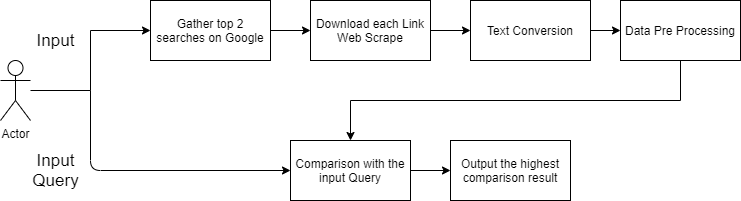 Input
Gather top 2
searches on Google
Download each Link
Web Scrape
Text Conversion
Data Pre Processing
Actor
Input
Query
Comparison with the
input Query
Output the highest
comparison result